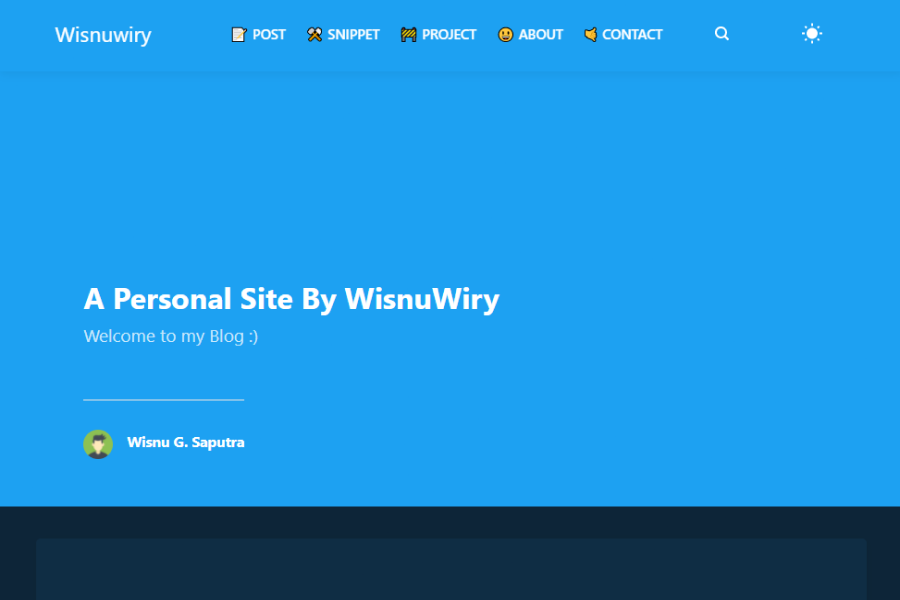 Wisnuwiry
📝 POST ⚒️ SNIPPET 🚧 PROJECT 🙂 ABOUT 🤙 CONTACT
A Personal Site By WisnuWiry
Welcome to my Blog :)
Wisnu G. Saputra